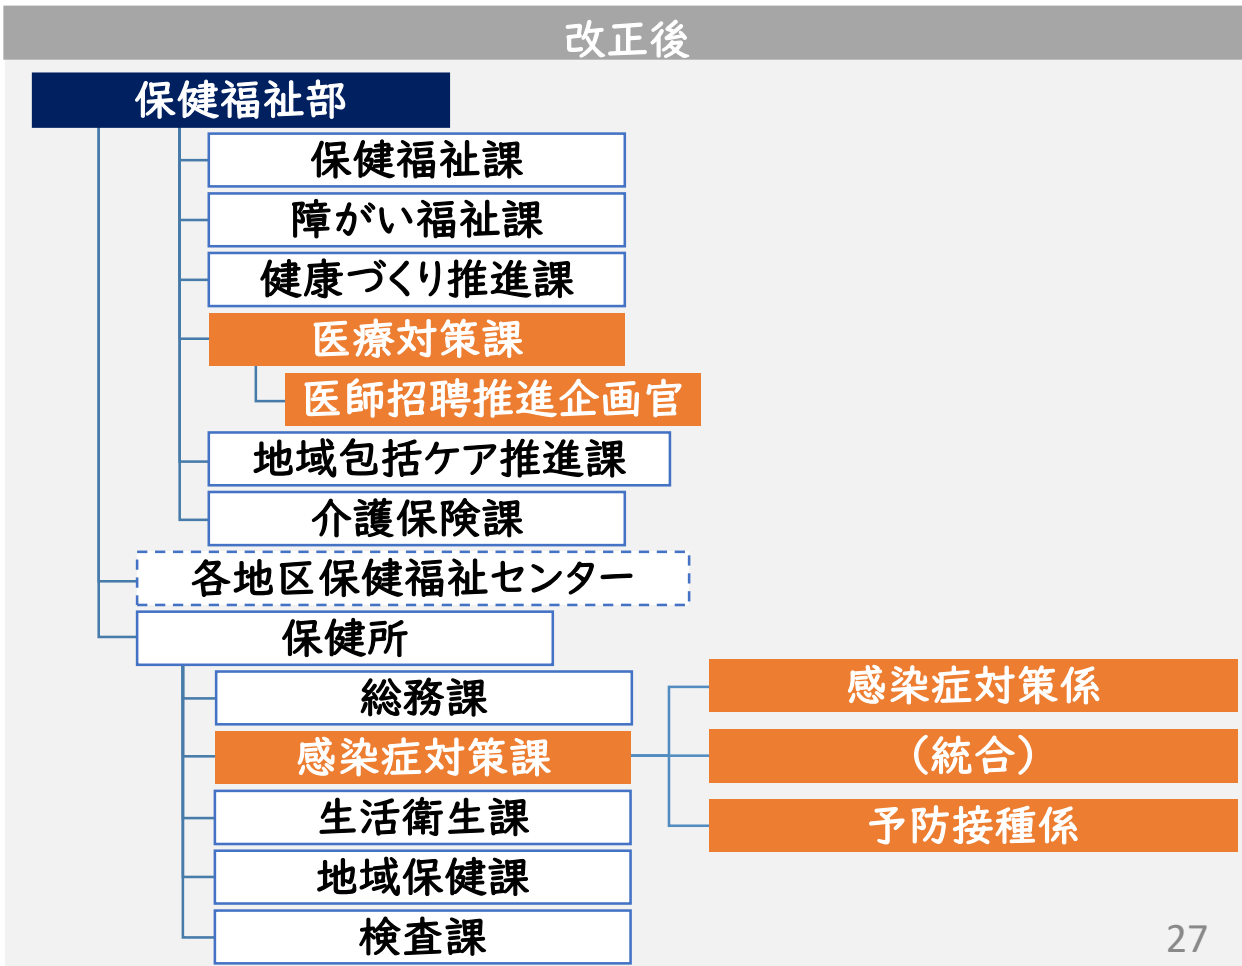 改正後
保健福祉部
保健福祉課
障がい福祉課
健康づくり推進課
医療対策課
医師招聘推進企画官
地域包括ケア推進課
介護保険課
各地区保健福祉センター
保健所
総務課
感染症対策課
生活衛生課
地域保健課
検査課
感染症対策係
(統合)
予防接種係
27